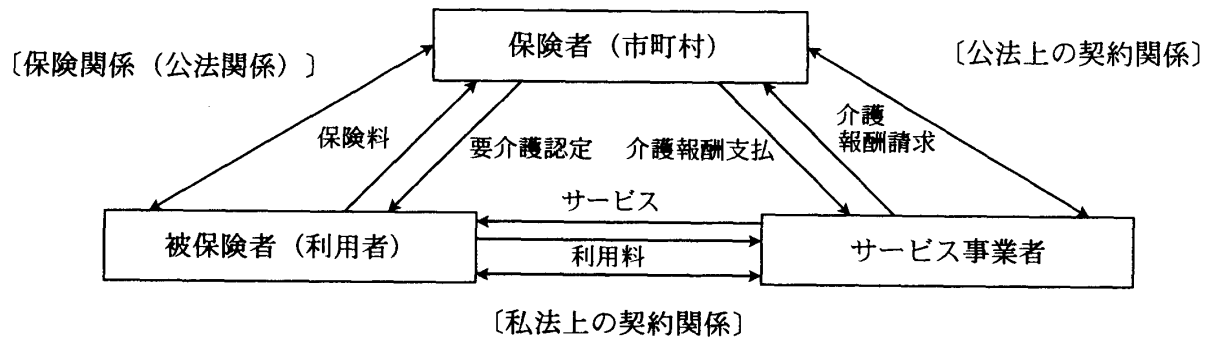 保険者（市町村）
〔保険関係（公法関係）〕
〔公法上の契約関係〕
保険料
要介護認定
介護報酬支払
介護
報酬請求
サービス
被保険者（利用者）
利用料
サービス事業者
〔私法上の契約関係〕